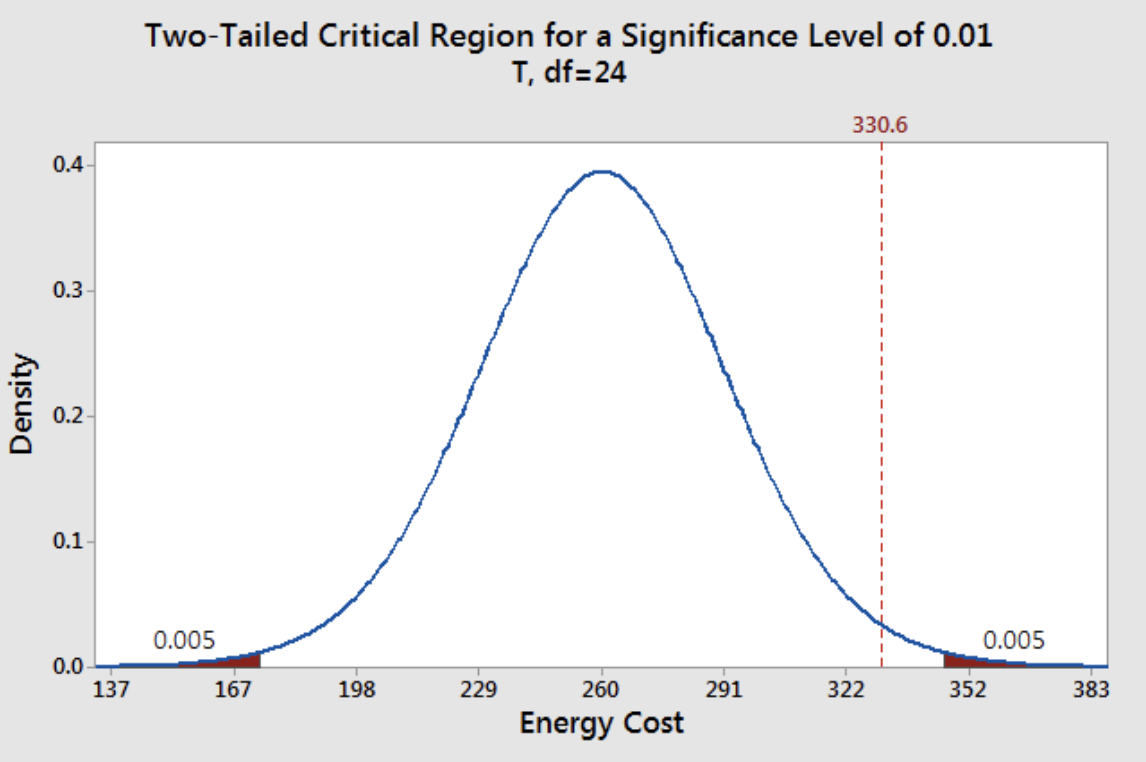 Two-Tailed Critical Region for a Significance Level of 0.01
T, df=24
330.6
0.4
0.3
0.2
0.1
0.0
Density
0.005
0.005
137 167 198 229 260 291 322 352 383
Energy Cost